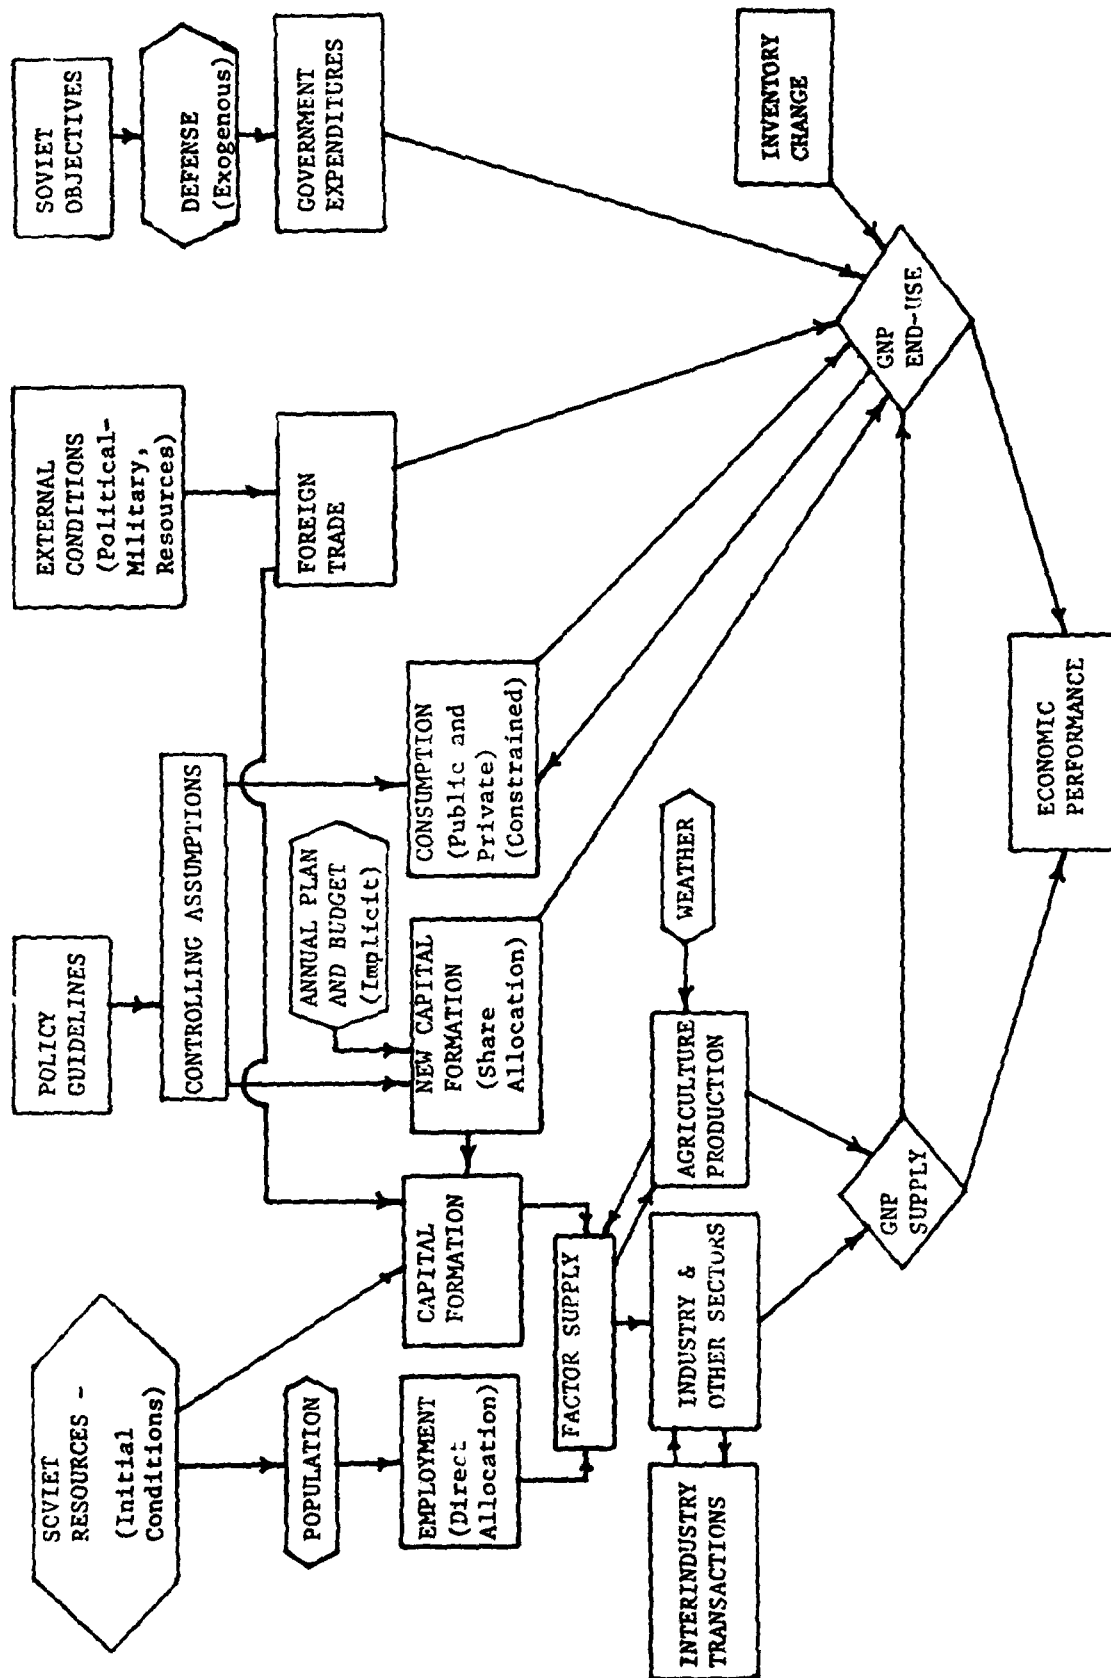 SOVIET
RESOURCES -
(Initial
Conditions)
POLICY
GUIDELINES
EXTERNAL
CONDITIONS
(Political-
Military,
Resources)
SOVIET
OBJECTIVES
CONTROLLING ASSUMPTIONS
DEFENSE
(Exogenous)
POPULATION
ANNUAL PLAN
AND BUDGET
(Implicit)
FOREIGN
TRADE
GOVERNMENT
EXPENDITURES
EMPLOYMENT
(Direct
Allocation)
CAPITAL
FORMATION
NEW CAPITAL
FORMATION
(Share
Allocation)
CONSUMPTION
(Public and
Private)
(Constrained)
FACTOR SUPPLY
INTERINDUSTRY
TRANSACTIONS
INDUSTRY &
OTHER SECTORS
AGRICULTURE
PRODUCTION
WEATHER
INVENTORY
CHANGE
GNP
SUPPLY
GNP
END-USE
ECONOMIC
PERFORMANCE